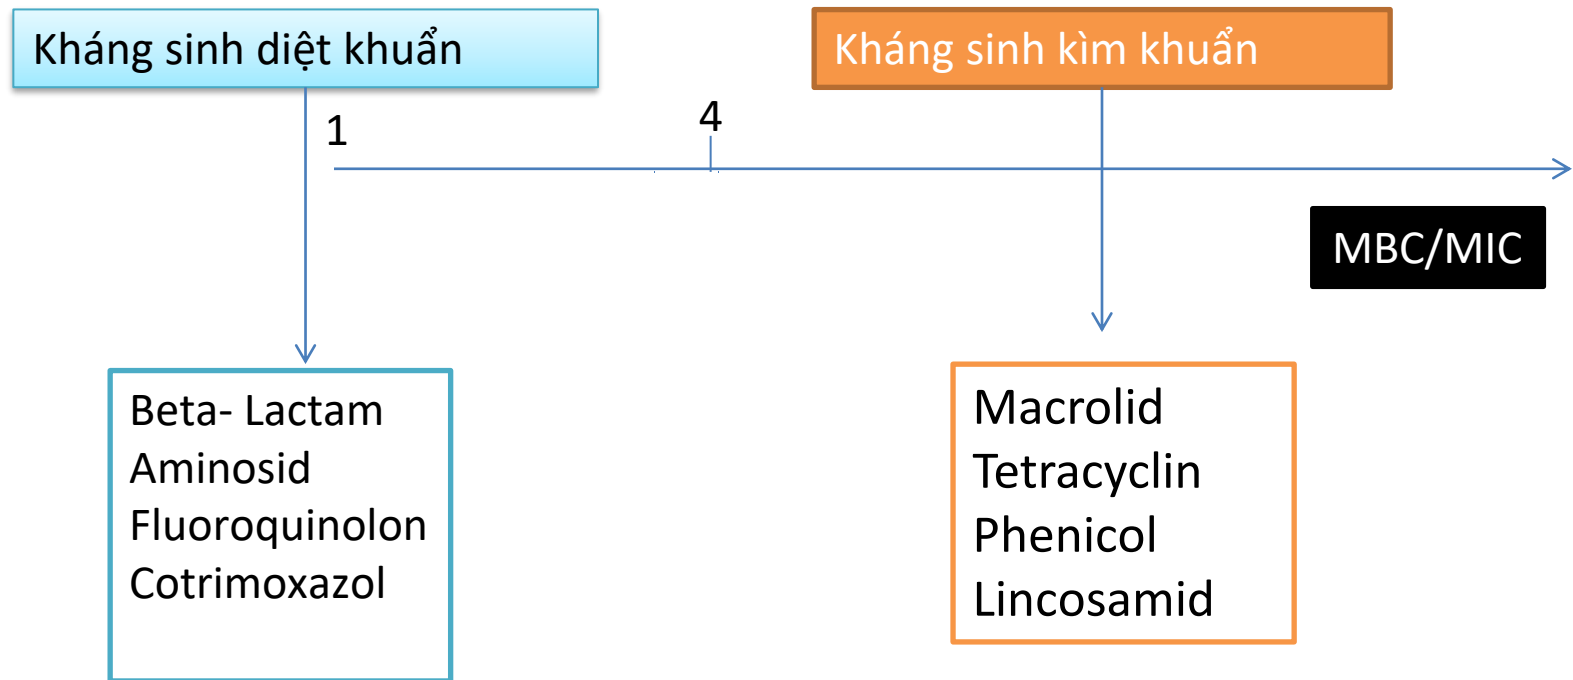 Kháng sinh diệt khuẩn
Kháng sinh kìm khuẩn
1
4
MBC/MIC
Beta- Lactam
Aminosid
Fluoroquinolon
Cotrimoxazol
Macrolid
Tetracyclin
Phenicol
Lincosamid